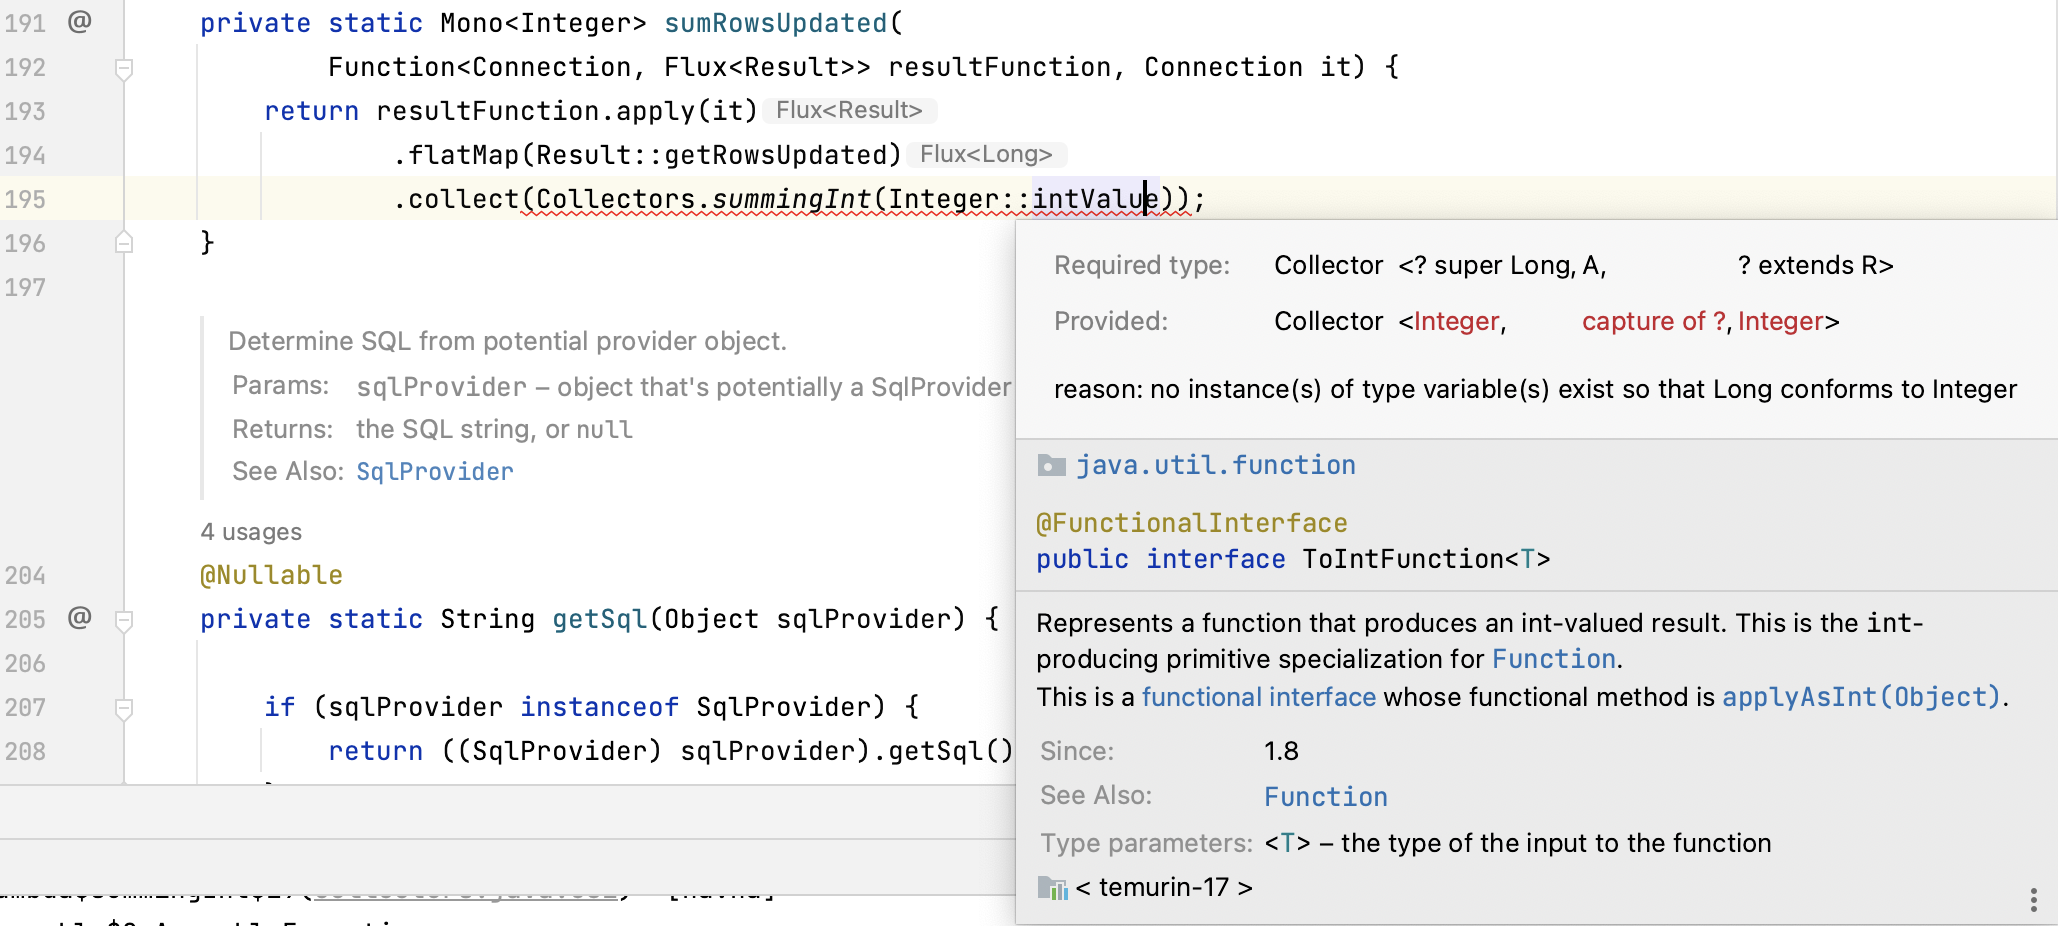 191 @ private static Mono<Integer> sumRowsUpdated(
192 Function<Connection, Flux<Result>> resultFunction, Connection it) {
193 return resultFunction.apply(it) Flux<Result>
194 .flatMap(Result::getRowsUpdated) Flux<Long>
195 .collect(Collectors.summingInt(Integer::intValue));
196 }
197
Determine SQL from potential provider object.
Params: sqlProvider – object that's potentially a SqlProvider
Returns: the SQL string, or null
See Also: SqlProvider
4 usages
204 @Nullable
205 @ private static String getSql(Object sqlProvider) {
206
207 if (sqlProvider instanceof SqlProvider) {
208 return ((SqlProvider) sqlProvider).getSql()
Required type: Collector <? super Long, A, ? extends R>
Provided: Collector <Integer, capture of ?, Integer>
reason: no instance(s) of type variable(s) exist so that Long conforms to Integer
java.util.function
@FunctionalInterface
public interface ToIntFunction<T>
Represents a function that produces an int-valued result. This is the int-
producing primitive specialization for Function.
This is a functional interface whose functional method is applyAsInt(Object).
Since: 1.8
See Also: Function
Type parameters: <T> – the type of the input to the function
< temurin-17 >